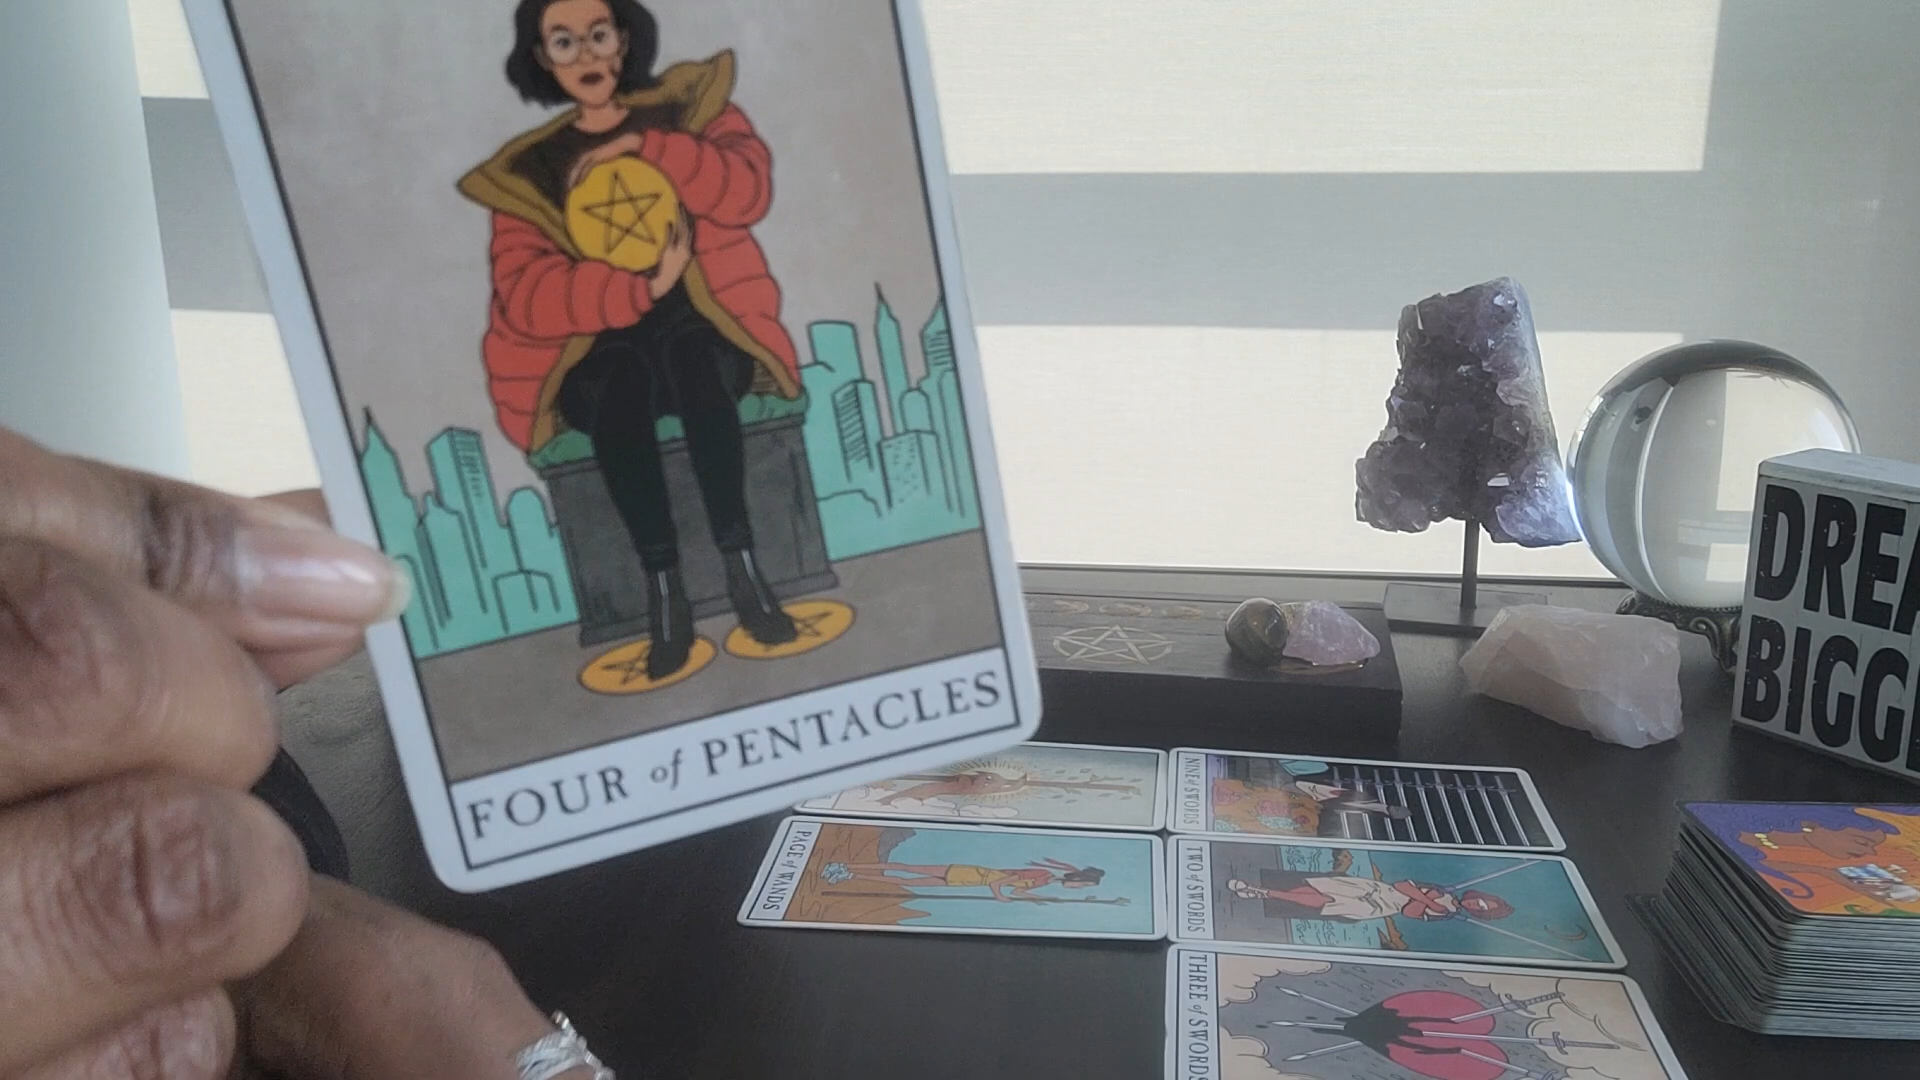 FOUR of PENTACLES
NINE of SWORDS
PAGE of WANDS
TWO of SWORDS
THREE of SWORDS
DREA
BIGG